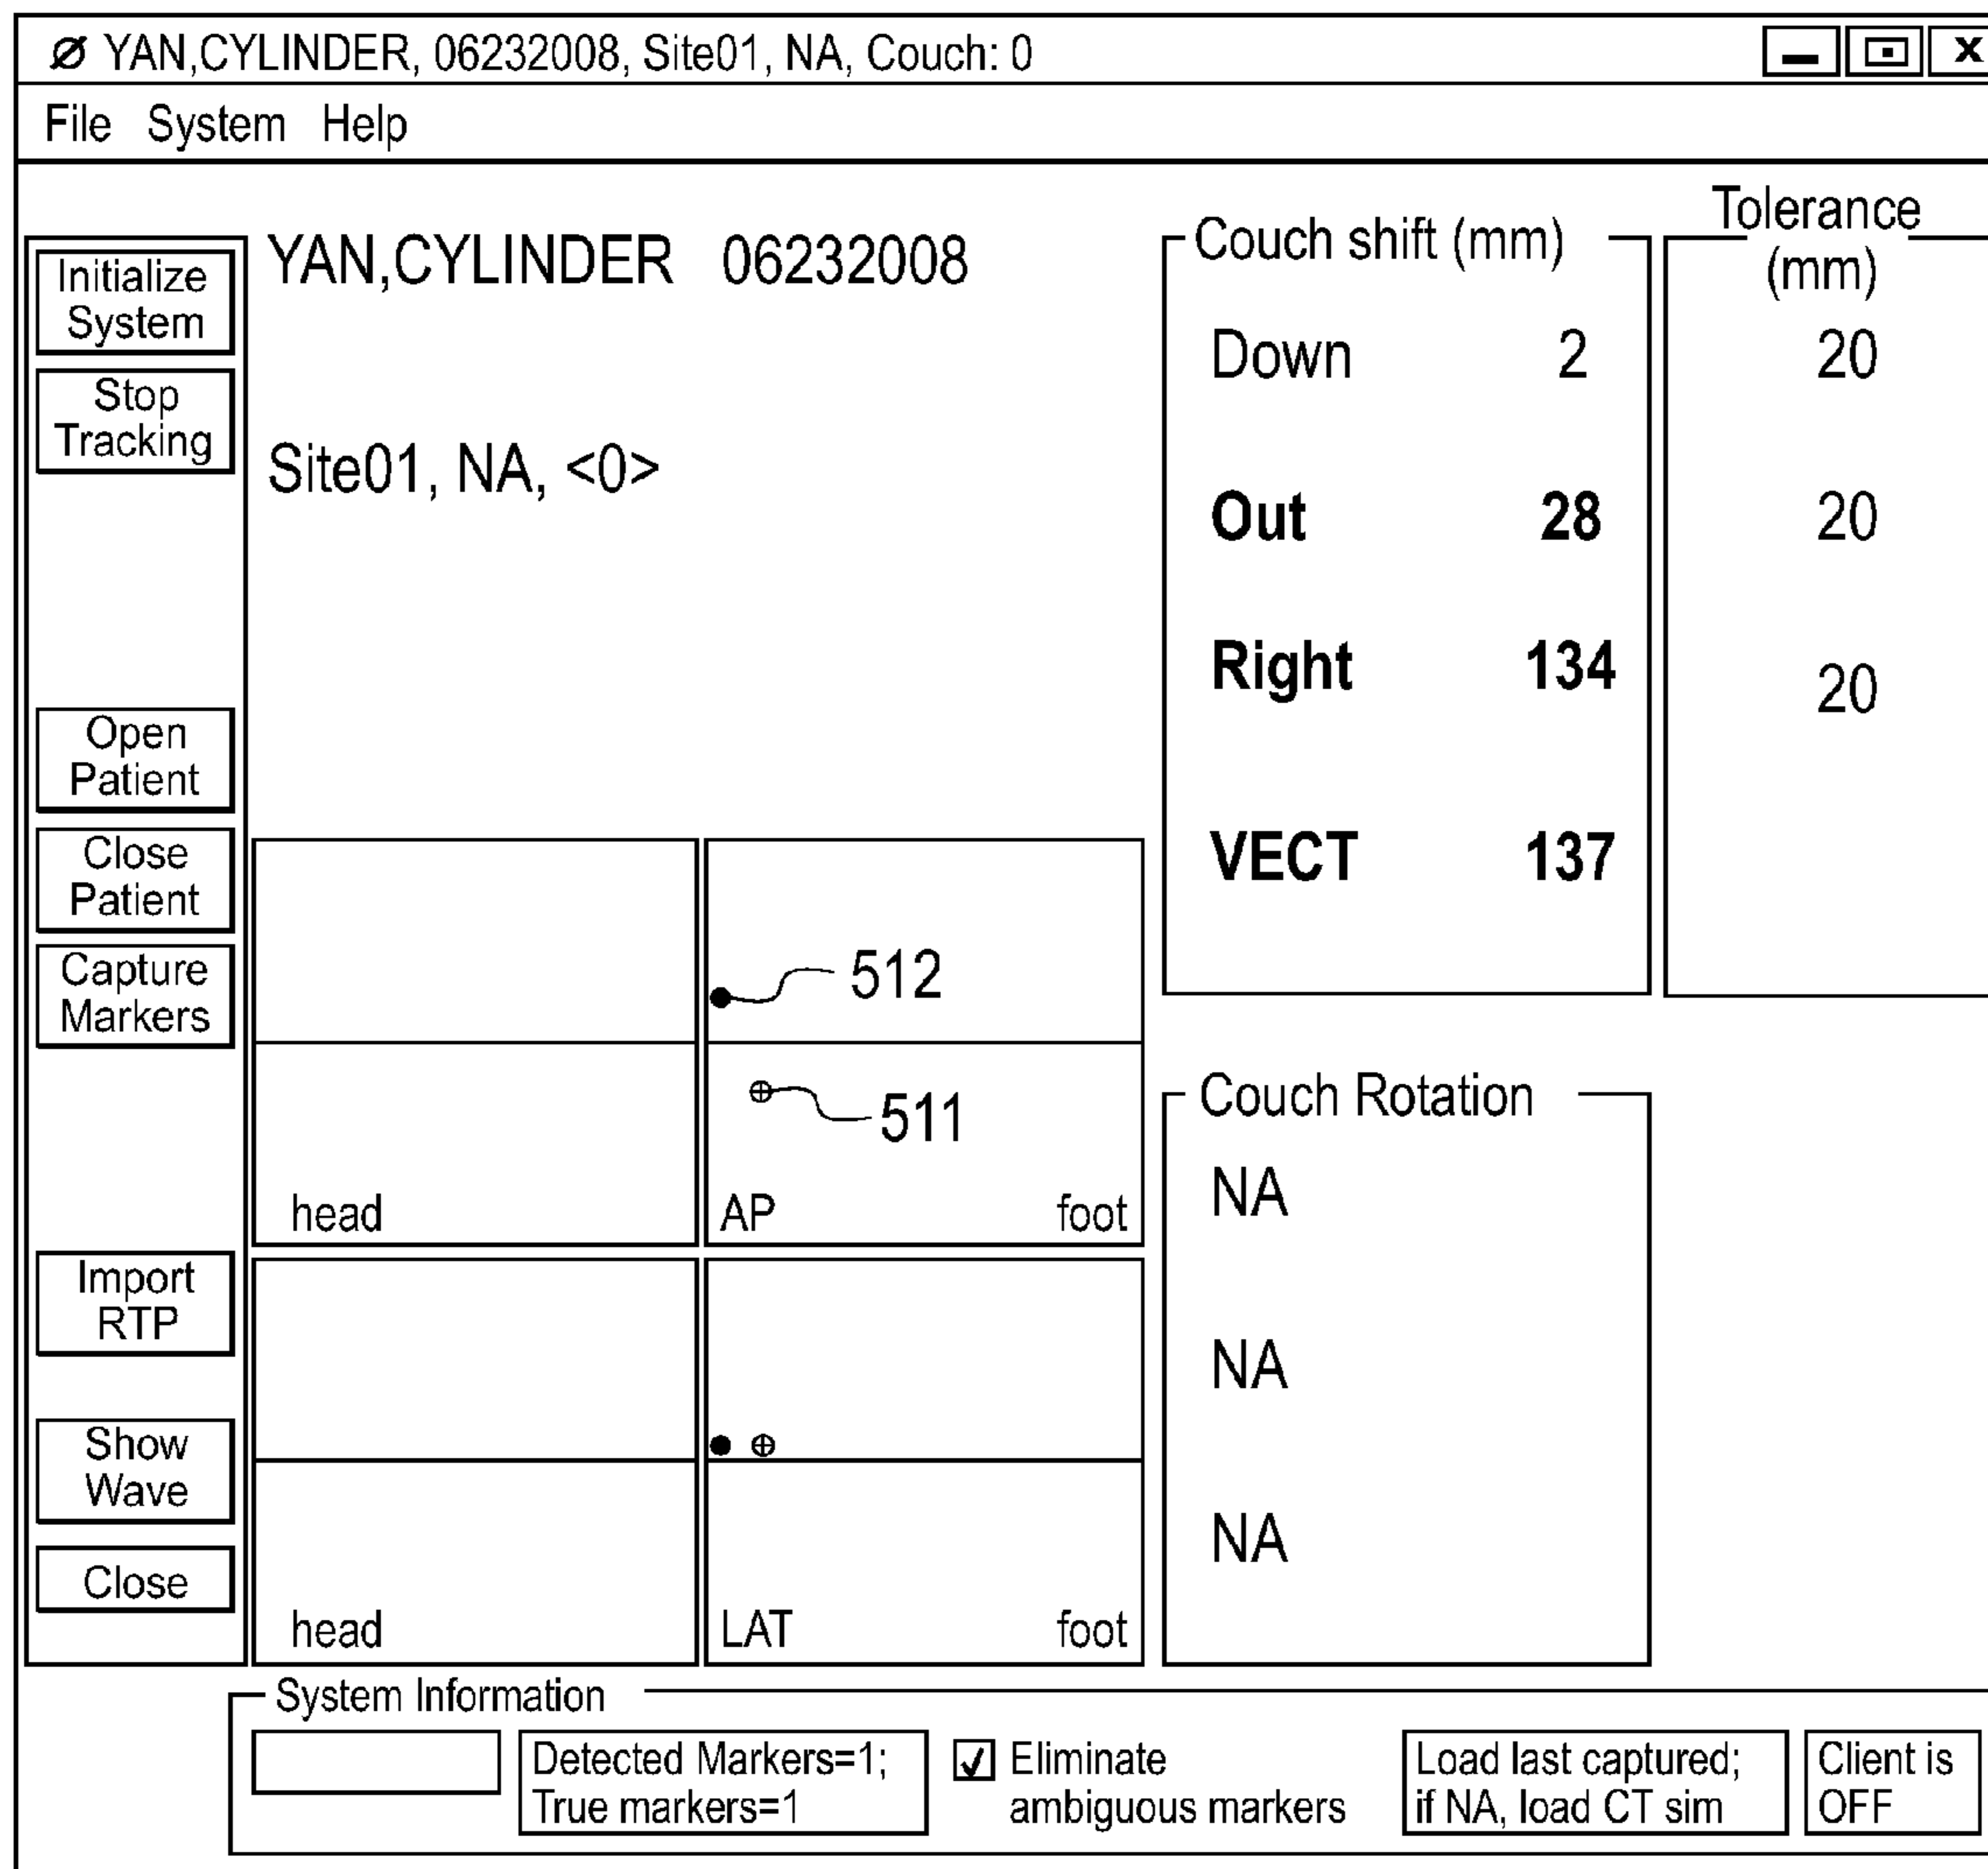 Ø YAN,CYLINDER, 06232008, Site01, NA, Couch: 0
File System Help
Initialize
System
Stop
Tracking
Open
Patient
Close
Patient
Capture
Markers
Import
RTP
Show
Wave
Close
YAN,CYLINDER 06232008
Site01, NA, <0>
512
511
head AP foot
head LAT foot
Couch shift (mm)
Down 2
Out 28
Right 134
VECT 137
Tolerance
(mm)
20
20
20
Couch Rotation
NA
NA
NA
System Information
Detected Markers=1;
True markers=1
Eliminate
ambiguous markers
Load last captured;
if NA, load CT sim
Client is
OFF